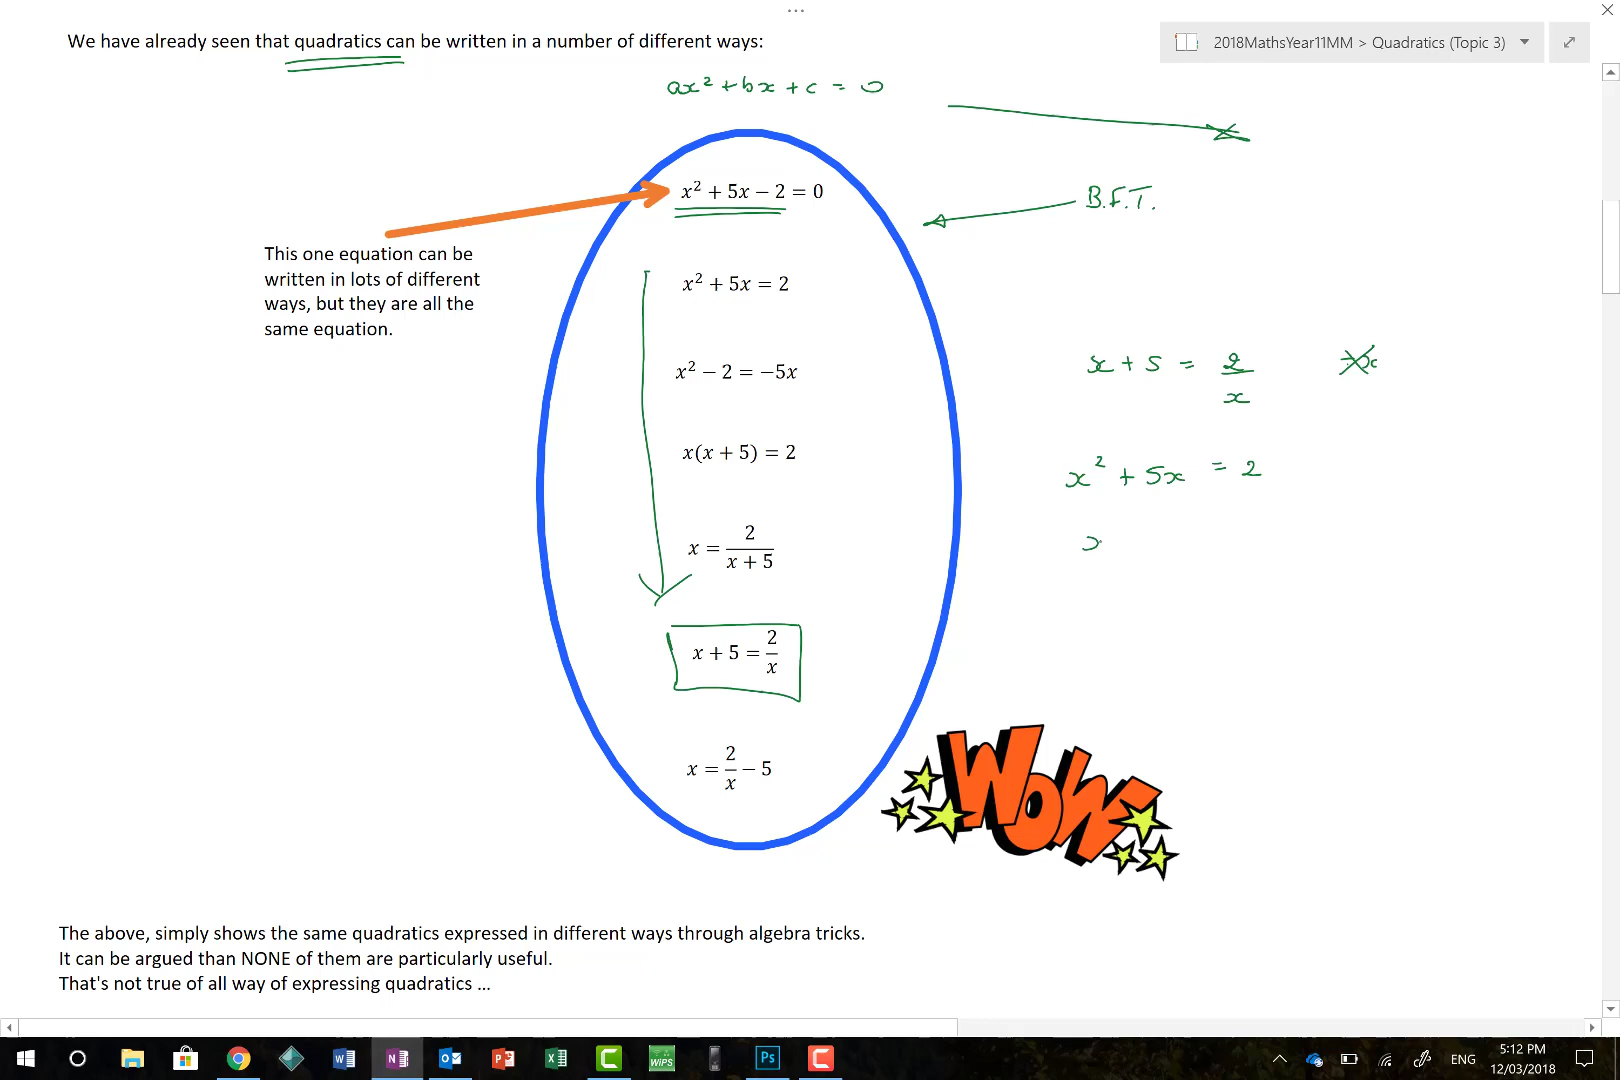 We have already seen that quadratics can be written in a number of different ways:
2018MathsYear11MM > Quadratics (Topic 3)
ax² + bx + c = 0
x² + 5x − 2 = 0
B.F.T.
This one equation can be
written in lots of different
ways, but they are all the
same equation.
x² + 5x = 2
x² − 2 = −5x
x(x + 5) = 2
x = 2/(x + 5)
x + 5 = 2/x
x = 2/x − 5
x + 5 = 2/x
x² + 5x = 2
WOW
The above, simply shows the same quadratics expressed in different ways through algebra tricks.
It can be argued than NONE of them are particularly useful.
That's not true of all way of expressing quadratics ...
WiPS
ENG
5:12 PM
12/03/2018